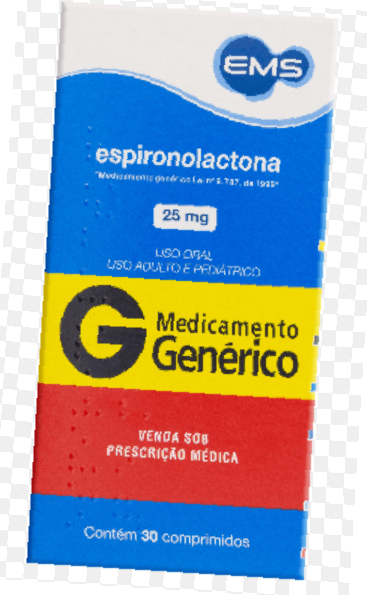 EMS
espironolactona
"Medicamento genérico Lei nº 9.787, de 1999"
25 mg
USO ORAL
USO ADULTO E PEDIÁTRICO
G Medicamento
Genérico
VENDA SOB
PRESCRIÇÃO MÉDICA
Contém 30 comprimidos